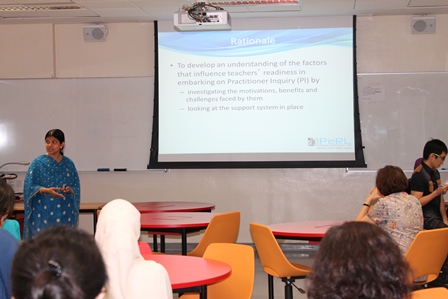 Rationale
• To develop an understanding of the factors
that influence teachers' readiness in
embarking on Practitioner Inquiry (PI) by
– investigating the motivations, benefits and
challenges faced by them
– looking at the support system in place